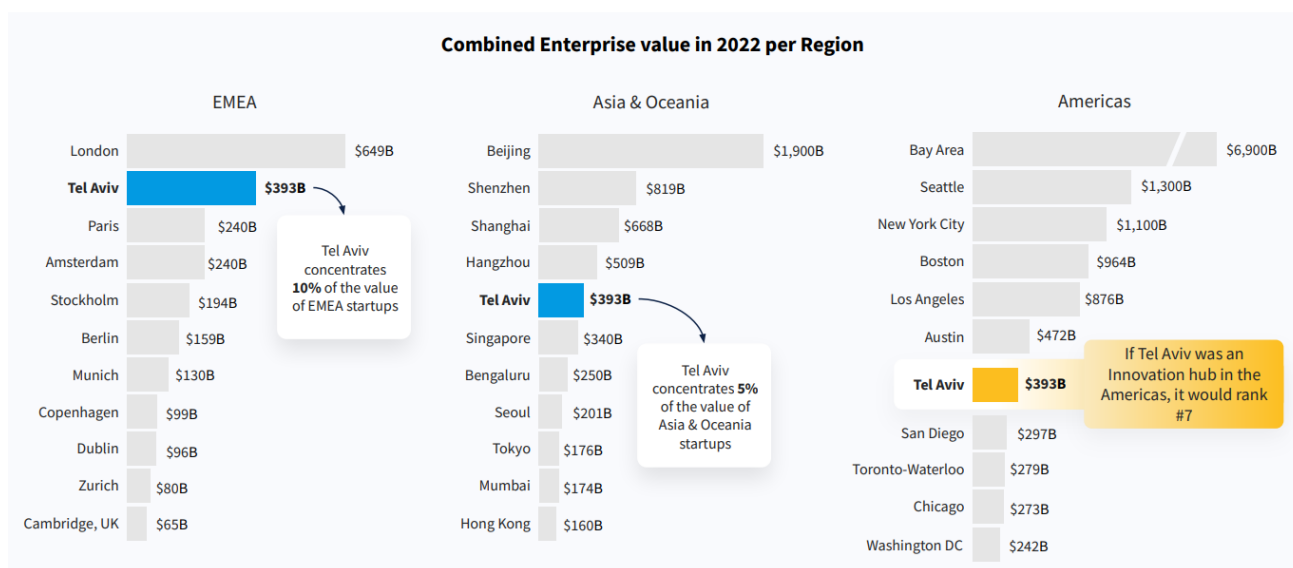 Combined Enterprise value in 2022 per Region
EMEA
London $649B
Tel Aviv $393B
Paris $240B
Amsterdam $240B
Stockholm $194B
Berlin $159B
Munich $130B
Copenhagen $99B
Dublin $96B
Zurich $80B
Cambridge, UK $65B
Tel Aviv
concentrates
10% of the value
of EMEA startups
Asia & Oceania
Beijing $1,900B
Shenzhen $819B
Shanghai $668B
Hangzhou $509B
Tel Aviv $393B
Singapore $340B
Bengaluru $250B
Seoul $201B
Tokyo $176B
Mumbai $174B
Hong Kong $160B
Tel Aviv
concentrates 5%
of the value of
Asia & Oceania
startups
Americas
Bay Area $6,900B
Seattle $1,300B
New York City $1,100B
Boston $964B
Los Angeles $876B
Austin $472B
Tel Aviv $393B
If Tel Aviv was an
Innovation hub in the
Americas, it would rank
#7
San Diego $297B
Toronto-Waterloo $279B
Chicago $273B
Washington DC $242B